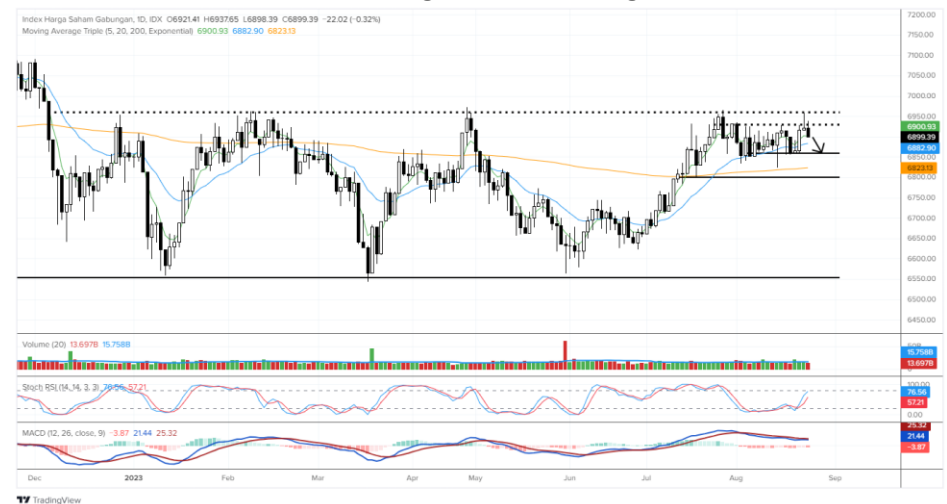 Index Harga Saham Gabungan, 1D, IDX O6921.41 H6937.65 L6898.39 C6899.39 −22.02 (−0.32%)
Moving Average Triple (5, 20, 200, Exponential) 6900.93 6882.90 6823.13
7200.00
7150.00
7100.00
7050.00
7000.00
6950.00
6900.93
6899.39
6882.90
6850.00
6823.13
6800.00
6750.00
6700.00
6650.00
6600.00
6550.00
6500.00
6450.00
Volume (20) 13.697B 15.758B
15.758B
13.697B
Stoch RSI (14, 14, 3, 3) 76.56 57.21
100.00
76.56
57.21
0.00
MACD (12, 26, close, 9) −3.87 21.44 25.32
25.32
21.44
−3.87
Dec 2023 Feb Mar Apr May Jun Jul Aug Sep
TradingView